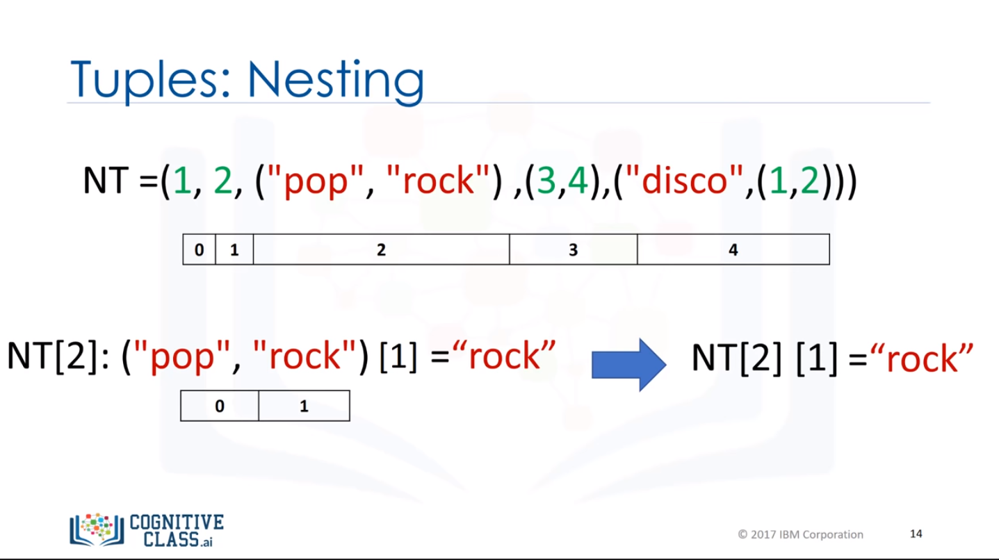 Tuples: Nesting
NT =(1, 2, ("pop", "rock") ,(3,4),("disco",(1,2)))
0 1 2 3 4
NT[2]: ("pop", "rock") [1] =“rock” NT[2] [1] =“rock”
0 1
COGNITIVE
CLASS.ai
© 2017 IBM Corporation 14